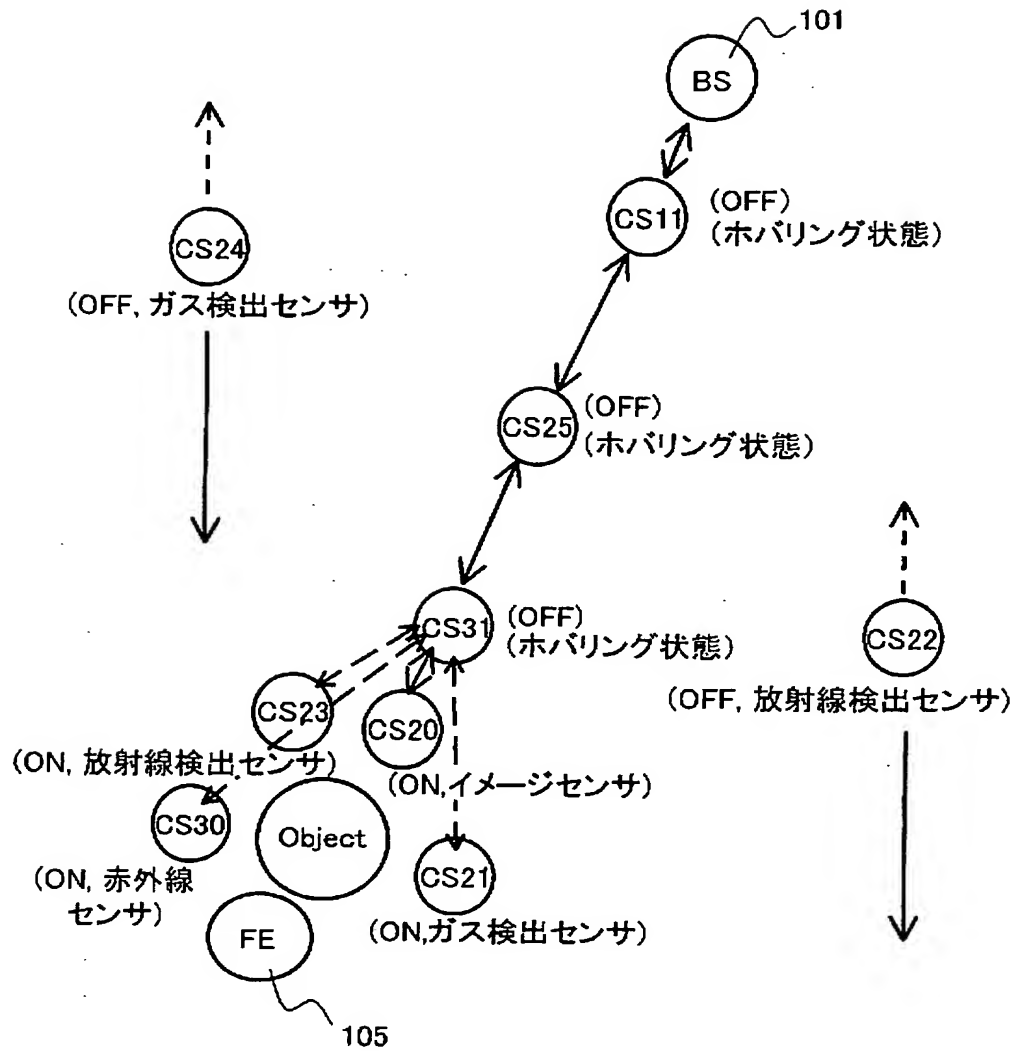 101
BS
CS11
(OFF)
(ホバリング状態)
CS24
(OFF, ガス検出センサ)
CS25
(OFF)
(ホバリング状態)
CS31
(OFF)
(ホバリング状態)
CS22
(OFF, 放射線検出センサ)
CS23
(ON, 放射線検出センサ)
CS20
(ON,イメージセンサ)
CS30
(ON, 赤外線
センサ)
Object
CS21
(ON,ガス検出センサ)
FE
105